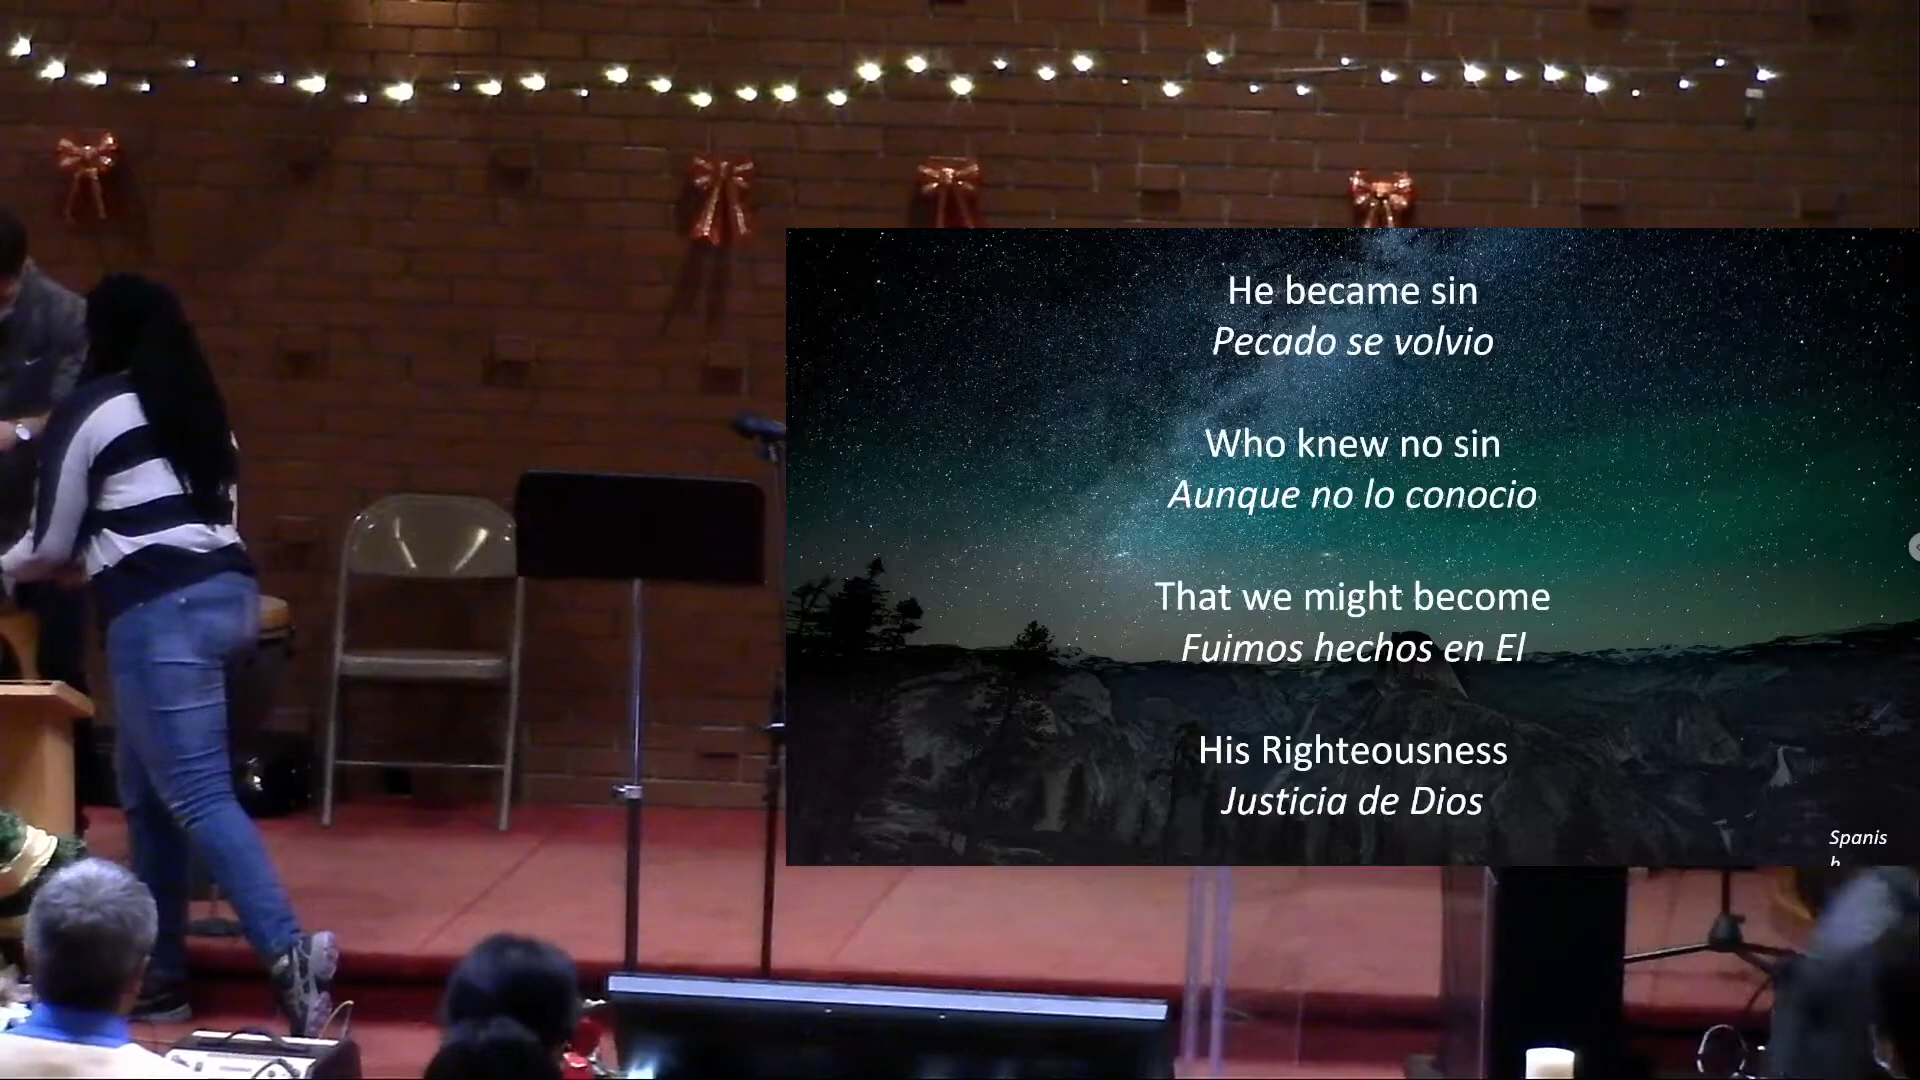 He became sin
Pecado se volvio
Who knew no sin
Aunque no lo conocio
That we might become
Fuimos hechos en El
His Righteousness
Justicia de Dios
Spanis
h